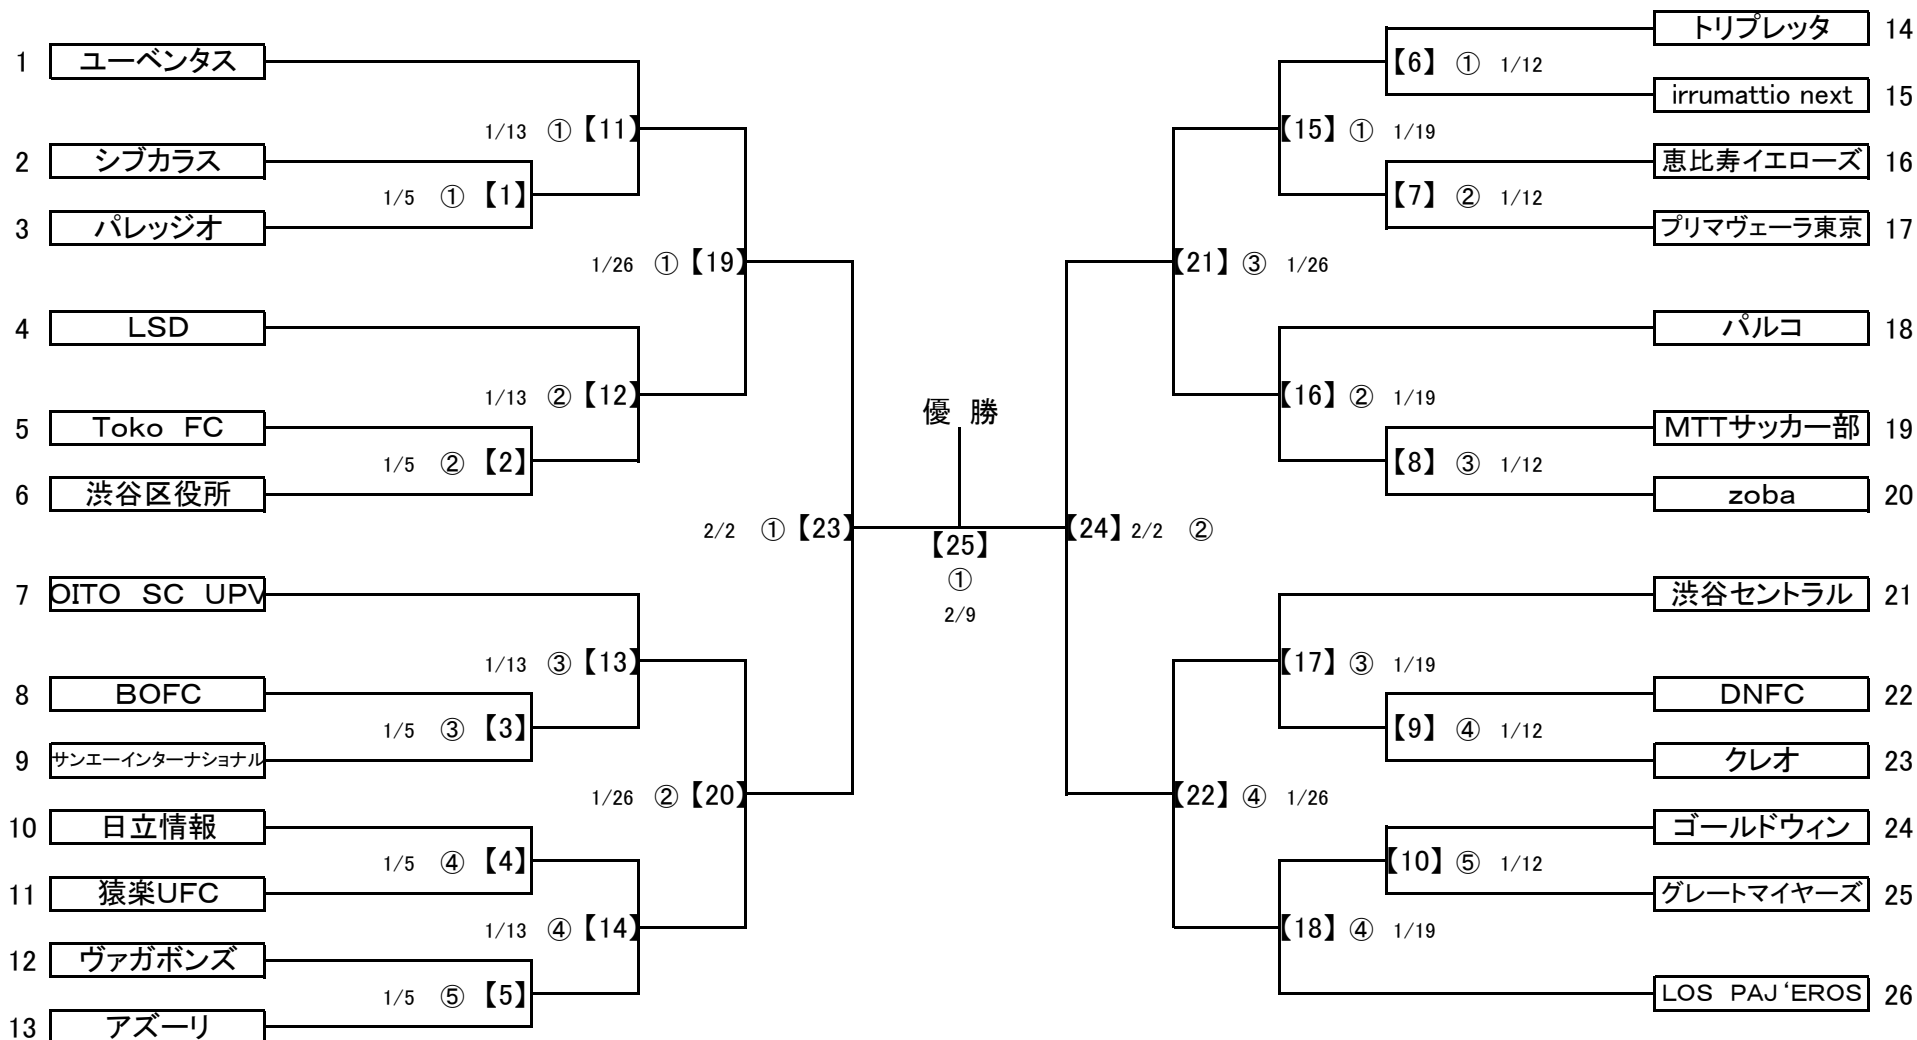 1 ユーベンタス
1/13 ① 【11】
2 シブカラス
1/5 ① 【1】
3 パレッジオ
1/26 ① 【19】
4 LSD
1/13 ② 【12】
5 Toko FC
1/5 ② 【2】
6 渋谷区役所
2/2 ① 【23】
7 OITO SC UPV
1/13 ③ 【13】
8 BOFC
1/5 ③ 【3】
9 サンエーインターナショナル
1/26 ② 【20】
10 日立情報
1/5 ④ 【4】
11 猿楽UFC
1/13 ④ 【14】
12 ヴァガボンズ
1/5 ⑤ 【5】
13 アズーリ
優 勝
【25】
①
2/9
トリプレッタ 14
【6】 ① 1/12
irrumattio next 15
【15】 ① 1/19
恵比寿イエローズ 16
【7】 ② 1/12
プリマヴェーラ東京 17
【21】 ③ 1/26
パルコ 18
【16】 ② 1/19
MTTサッカー部 19
【8】 ③ 1/12
zoba 20
【24】 2/2 ②
渋谷セントラル 21
【17】 ③ 1/19
DNFC 22
【9】 ④ 1/12
クレオ 23
【22】 ④ 1/26
ゴールドウィン 24
【10】 ⑤ 1/12
グレートマイヤーズ 25
【18】 ④ 1/19
LOS PAJ‘EROS 26